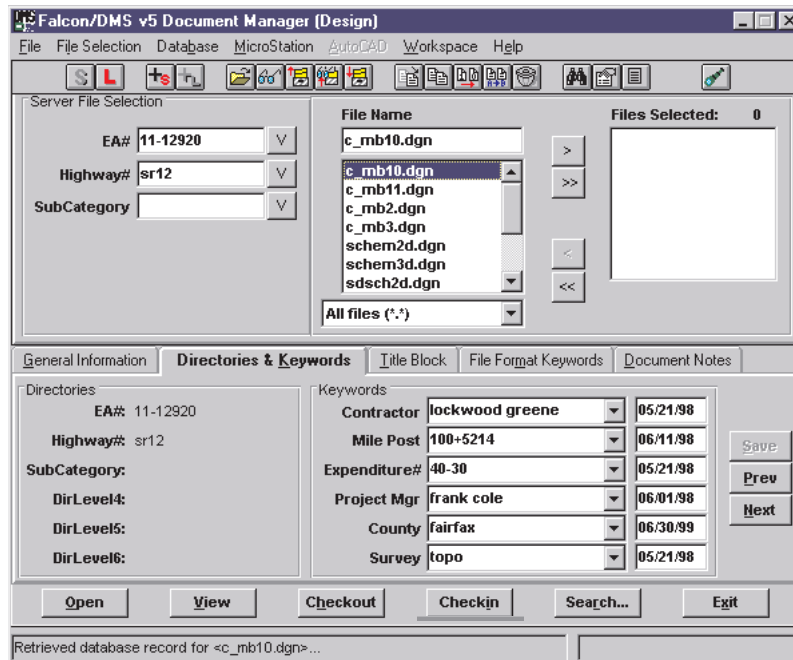 Falcon/DMS v5 Document Manager (Design)
File File Selection Database MicroStation AutoCAD Workspace Help
S L +s +L
Server File Selection
File Name
Files Selected: 0
EA# 11-12920 V
c_mb10.dgn
>
Highway# sr12 V
c_mb10.dgn
>>
c_mb11.dgn
SubCategory V
c_mb2.dgn
c_mb3.dgn
schem2d.dgn
<
schem3d.dgn
sdsch2d.dgn
<<
All files (*.*)
General Information Directories & Keywords Title Block File Format Keywords Document Notes
Directories
EA#: 11-12920
Highway#: sr12
SubCategory:
DirLevel4:
DirLevel5:
DirLevel6:
Keywords
Contractor lockwood greene 05/21/98
Mile Post 100+5214 06/11/98
Expenditure# 40-30 05/21/98
Project Mgr frank cole 06/01/98
County fairfax 06/30/99
Survey topo 05/21/98
Save
Prev
Next
Open View Checkout Checkin Search... Exit
Retrieved database record for <c_mb10.dgn>...